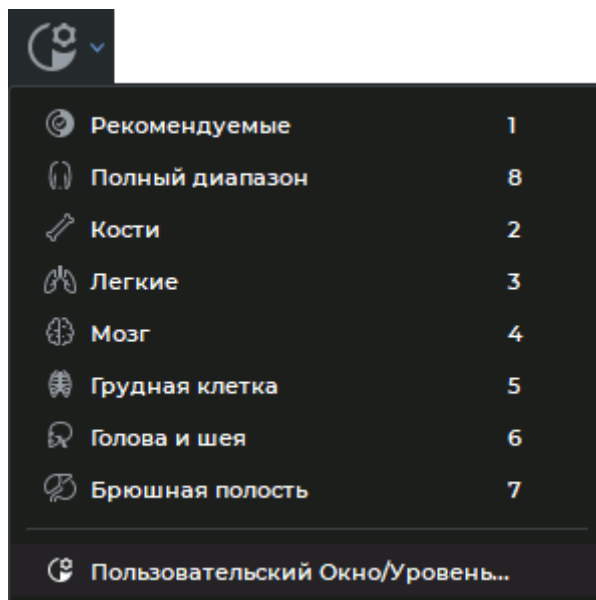 Рекомендуемые 1
Полный диапазон 8
Кости 2
Легкие 3
Мозг 4
Грудная клетка 5
Голова и шея 6
Брюшная полость 7
Пользовательский Окно/Уровень...